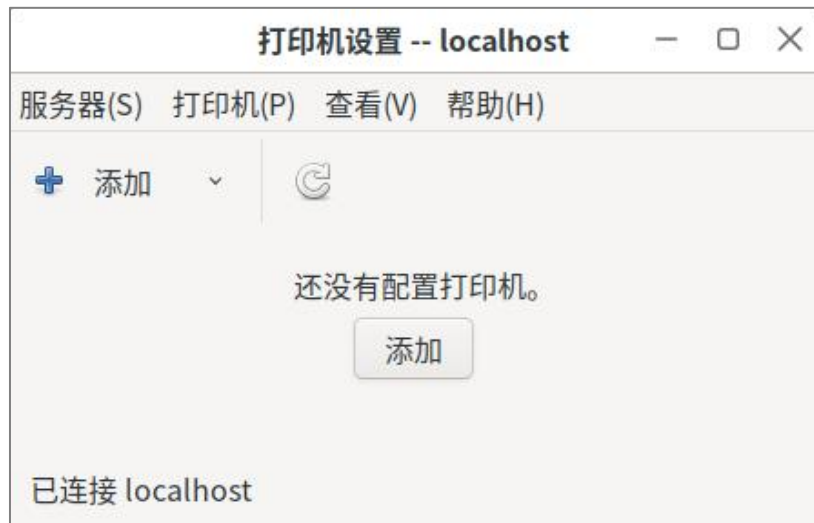 打印机设置 -- localhost
服务器(S) 打印机(P) 查看(V) 帮助(H)
添加
还没有配置打印机。
添加
已连接 localhost